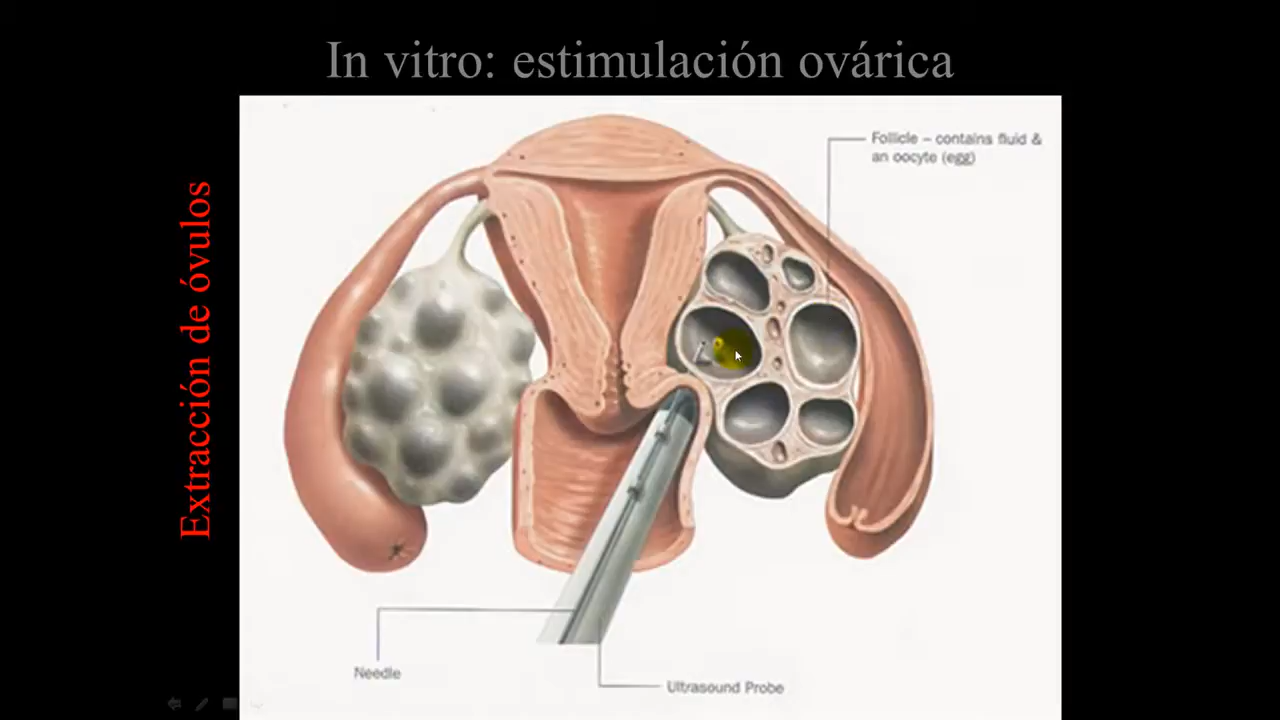 In vitro: estimulación ovárica
Extracción de óvulos
Follicle – contains fluid &
an oocyte (egg)
Needle
Ultrasound Probe